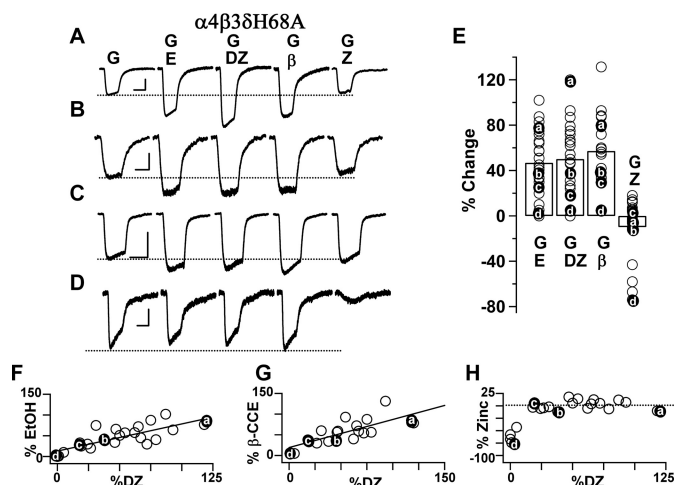 α4β3δH68A
A
G
G
E
G
DZ
G
β
G
Z
B
C
D
E
% Change
120
80
40
0
-40
-80
a
b
c
d
a
b
c
d
a
b
c
d
c
a
b
d
G
Z
G G G
E DZ β
F
% EtOH
150
0
a
b
c
d
0 125
%DZ
G
% β-CCE
150
0
a
b
c
d
0 150
%DZ
H
% Zinc
25
-100
c
b
a
d
0 125
%DZ